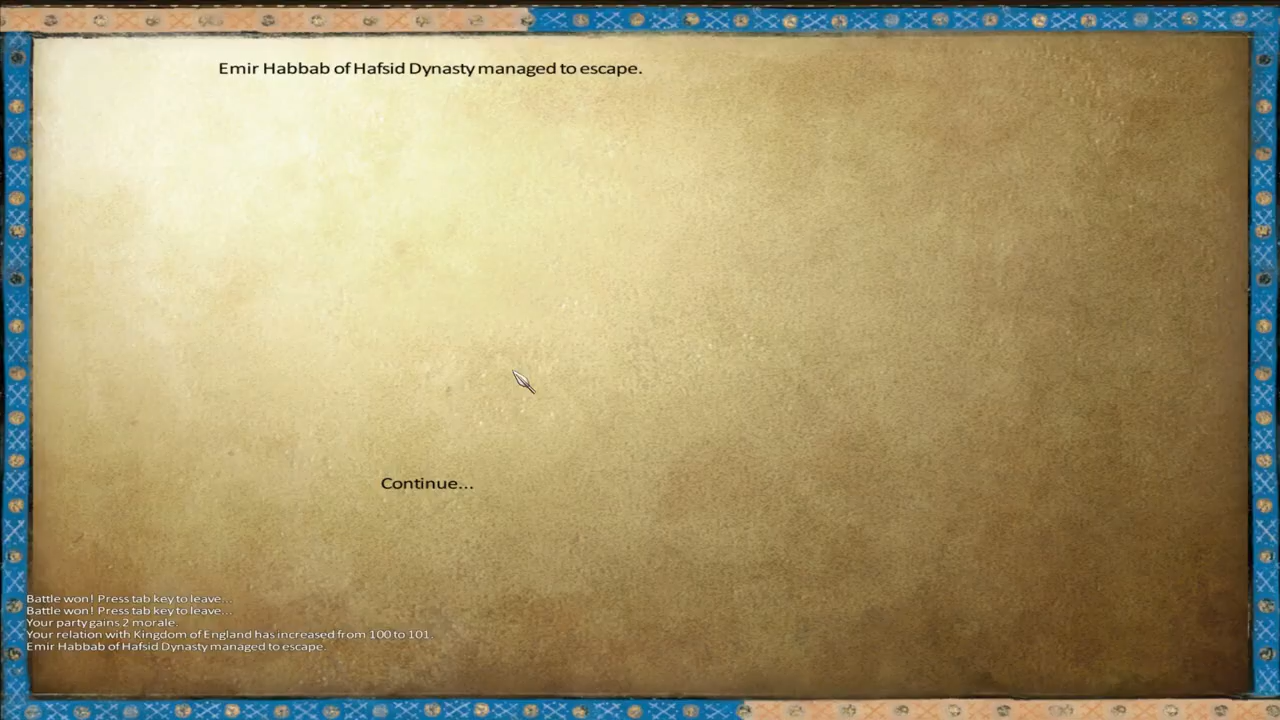 Emir Habbab of Hafsid Dynasty managed to escape.
Continue...
Battle won! Press tab key to leave...
Battle won! Press tab key to leave...
Your party gains 2 morale.
Your relation with Kingdom of England has increased from 100 to 101.
Emir Habbab of Hafsid Dynasty managed to escape.